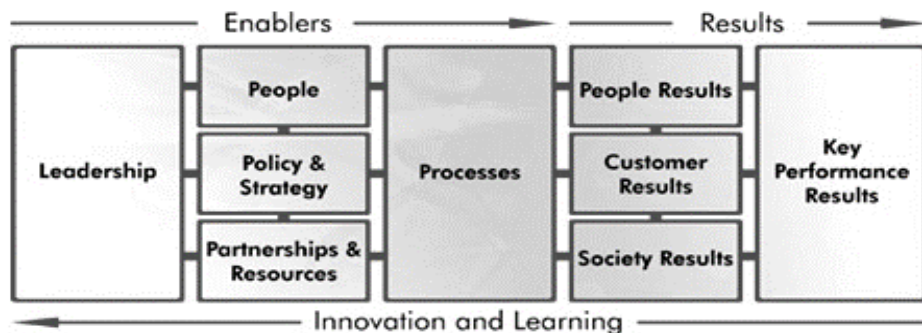 Enablers
Results
Leadership
People
Policy &
Strategy
Partnerships &
Resources
Processes
People Results
Customer
Results
Society Results
Key
Performance
Results
Innovation and Learning